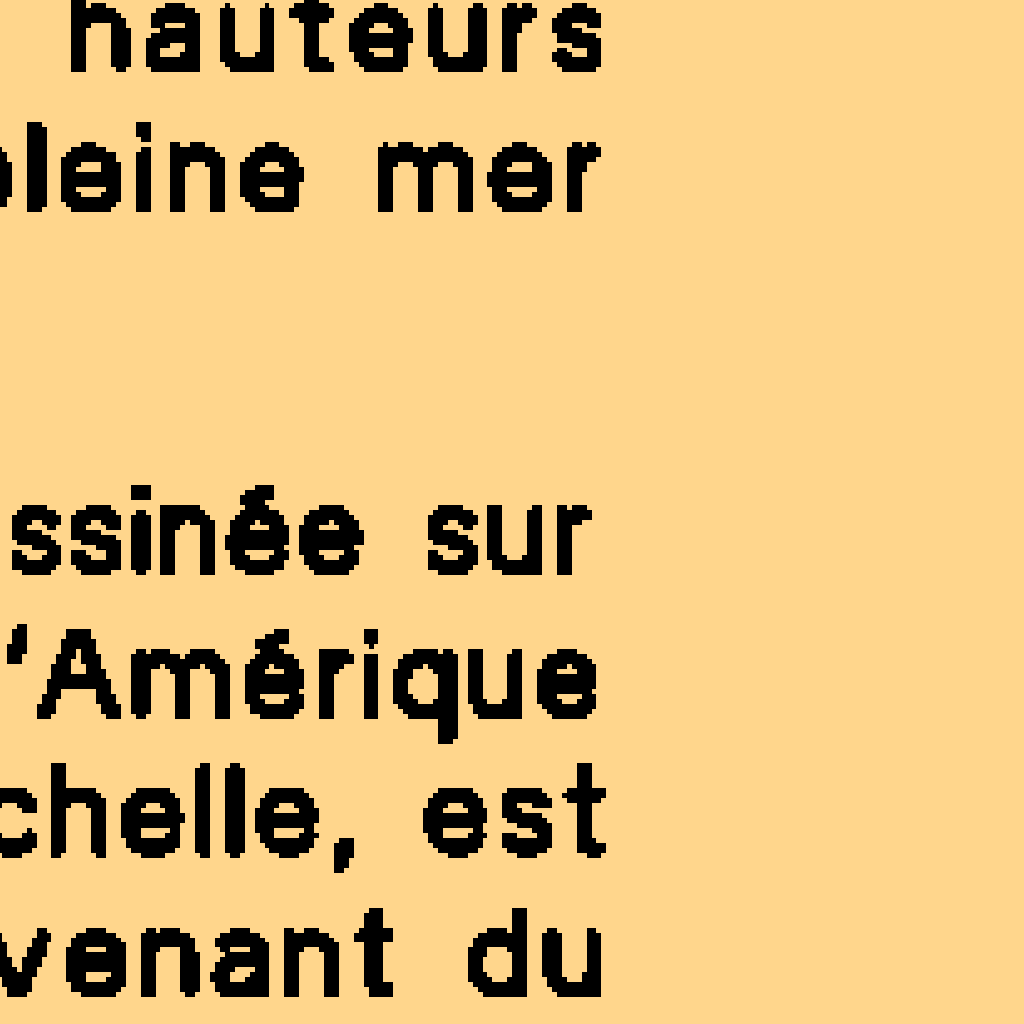 hauteurs
pleine mer
ssinée sur
'Amérique
chelle, est
venant du